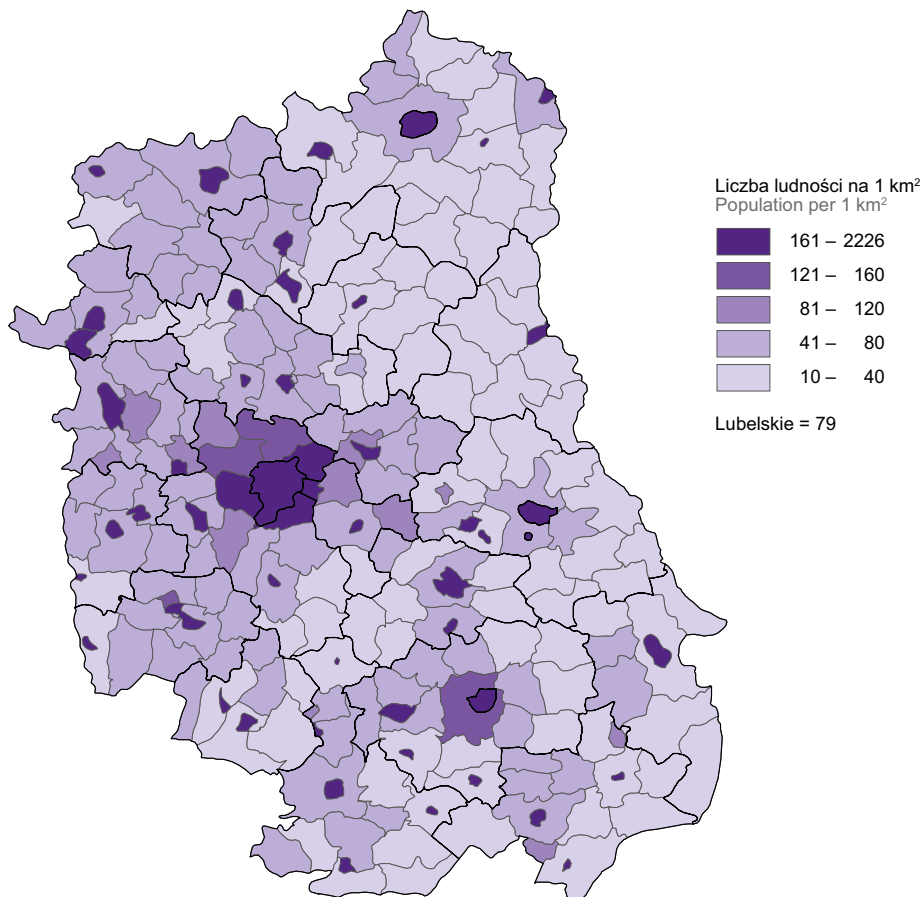 Liczba ludności na 1 km²
Population per 1 km²
161 – 2226
121 – 160
81 – 120
41 – 80
10 – 40
Lubelskie = 79